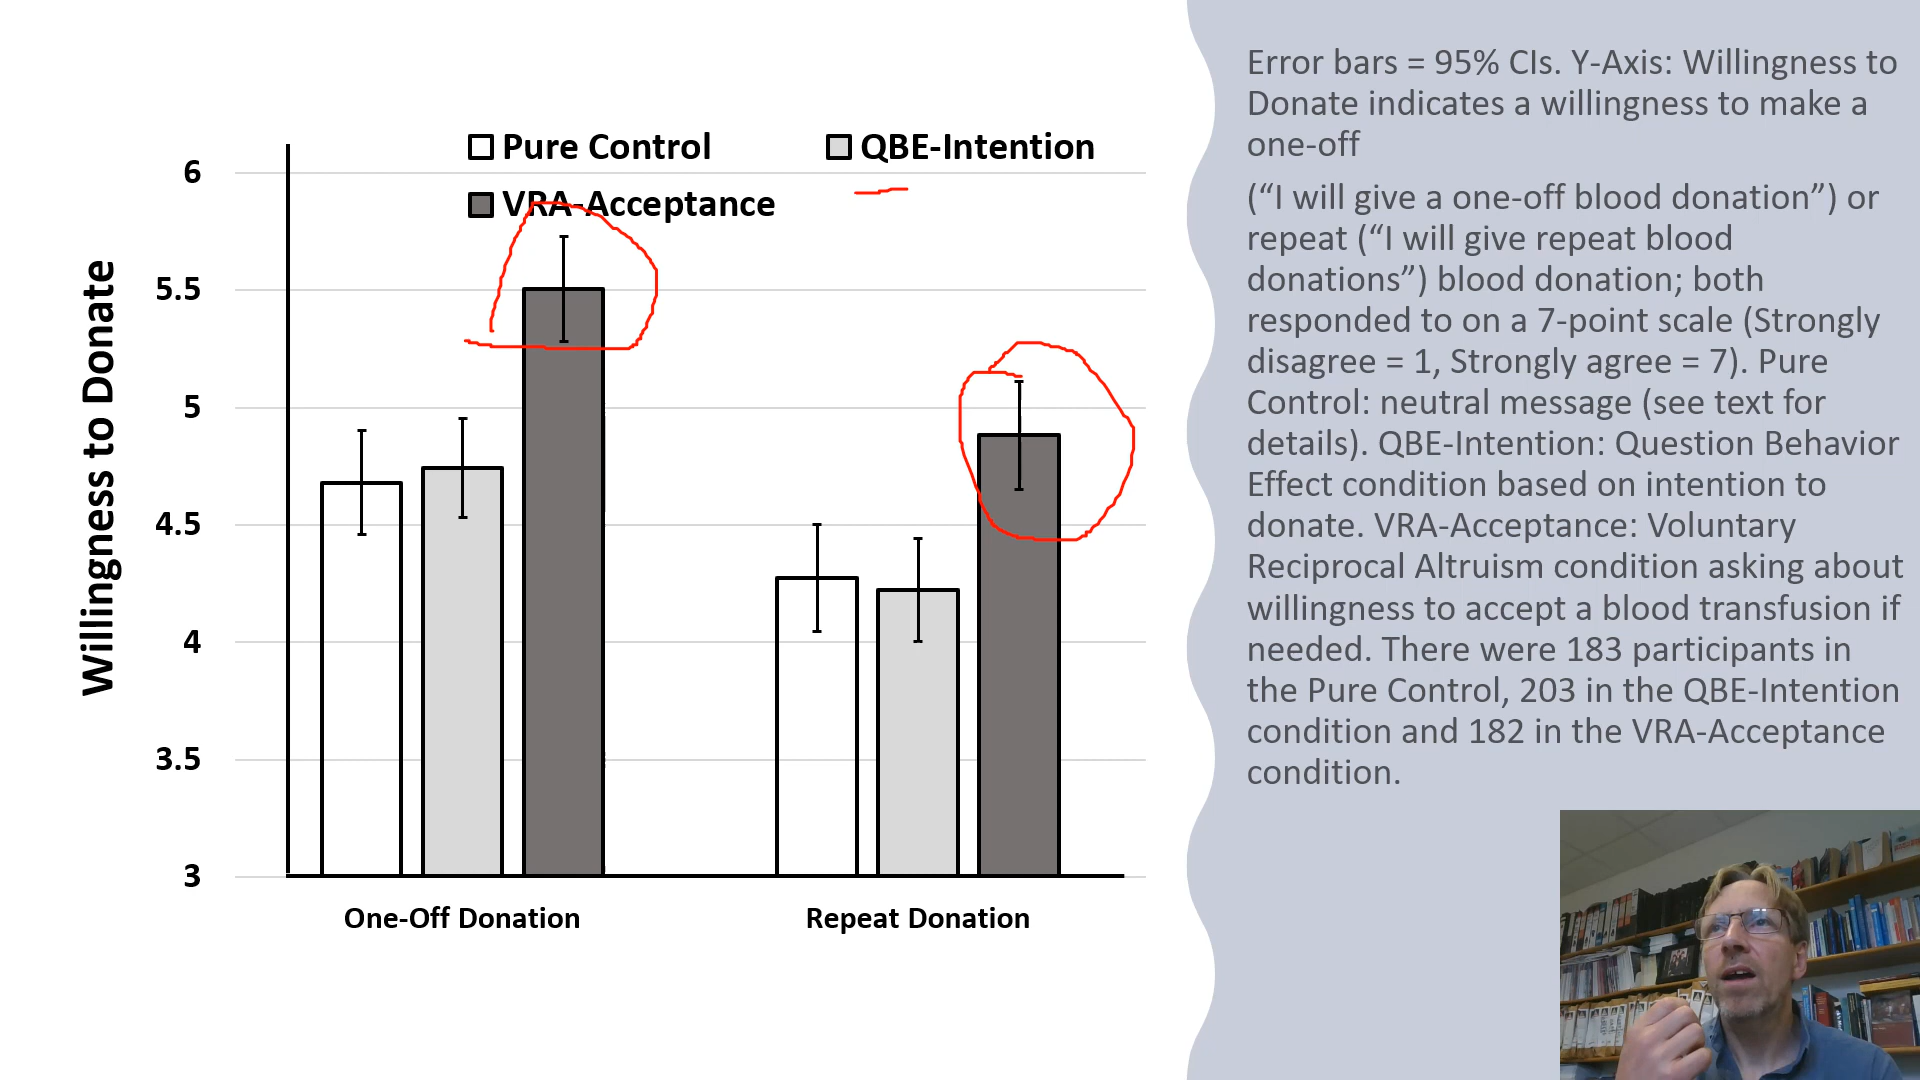 Pure Control
QBE-Intention
VRA-Acceptance
Willingness to Donate
6
5.5
5
4.5
4
3.5
3
One-Off Donation
Repeat Donation
Error bars = 95% CIs. Y-Axis: Willingness to
Donate indicates a willingness to make a
one-off
(“I will give a one-off blood donation”) or
repeat (“I will give repeat blood
donations”) blood donation; both
responded to on a 7-point scale (Strongly
disagree = 1, Strongly agree = 7). Pure
Control: neutral message (see text for
details). QBE-Intention: Question Behavior
Effect condition based on intention to
donate. VRA-Acceptance: Voluntary
Reciprocal Altruism condition asking about
willingness to accept a blood transfusion if
needed. There were 183 participants in
the Pure Control, 203 in the QBE-Intention
condition and 182 in the VRA-Acceptance
condition.